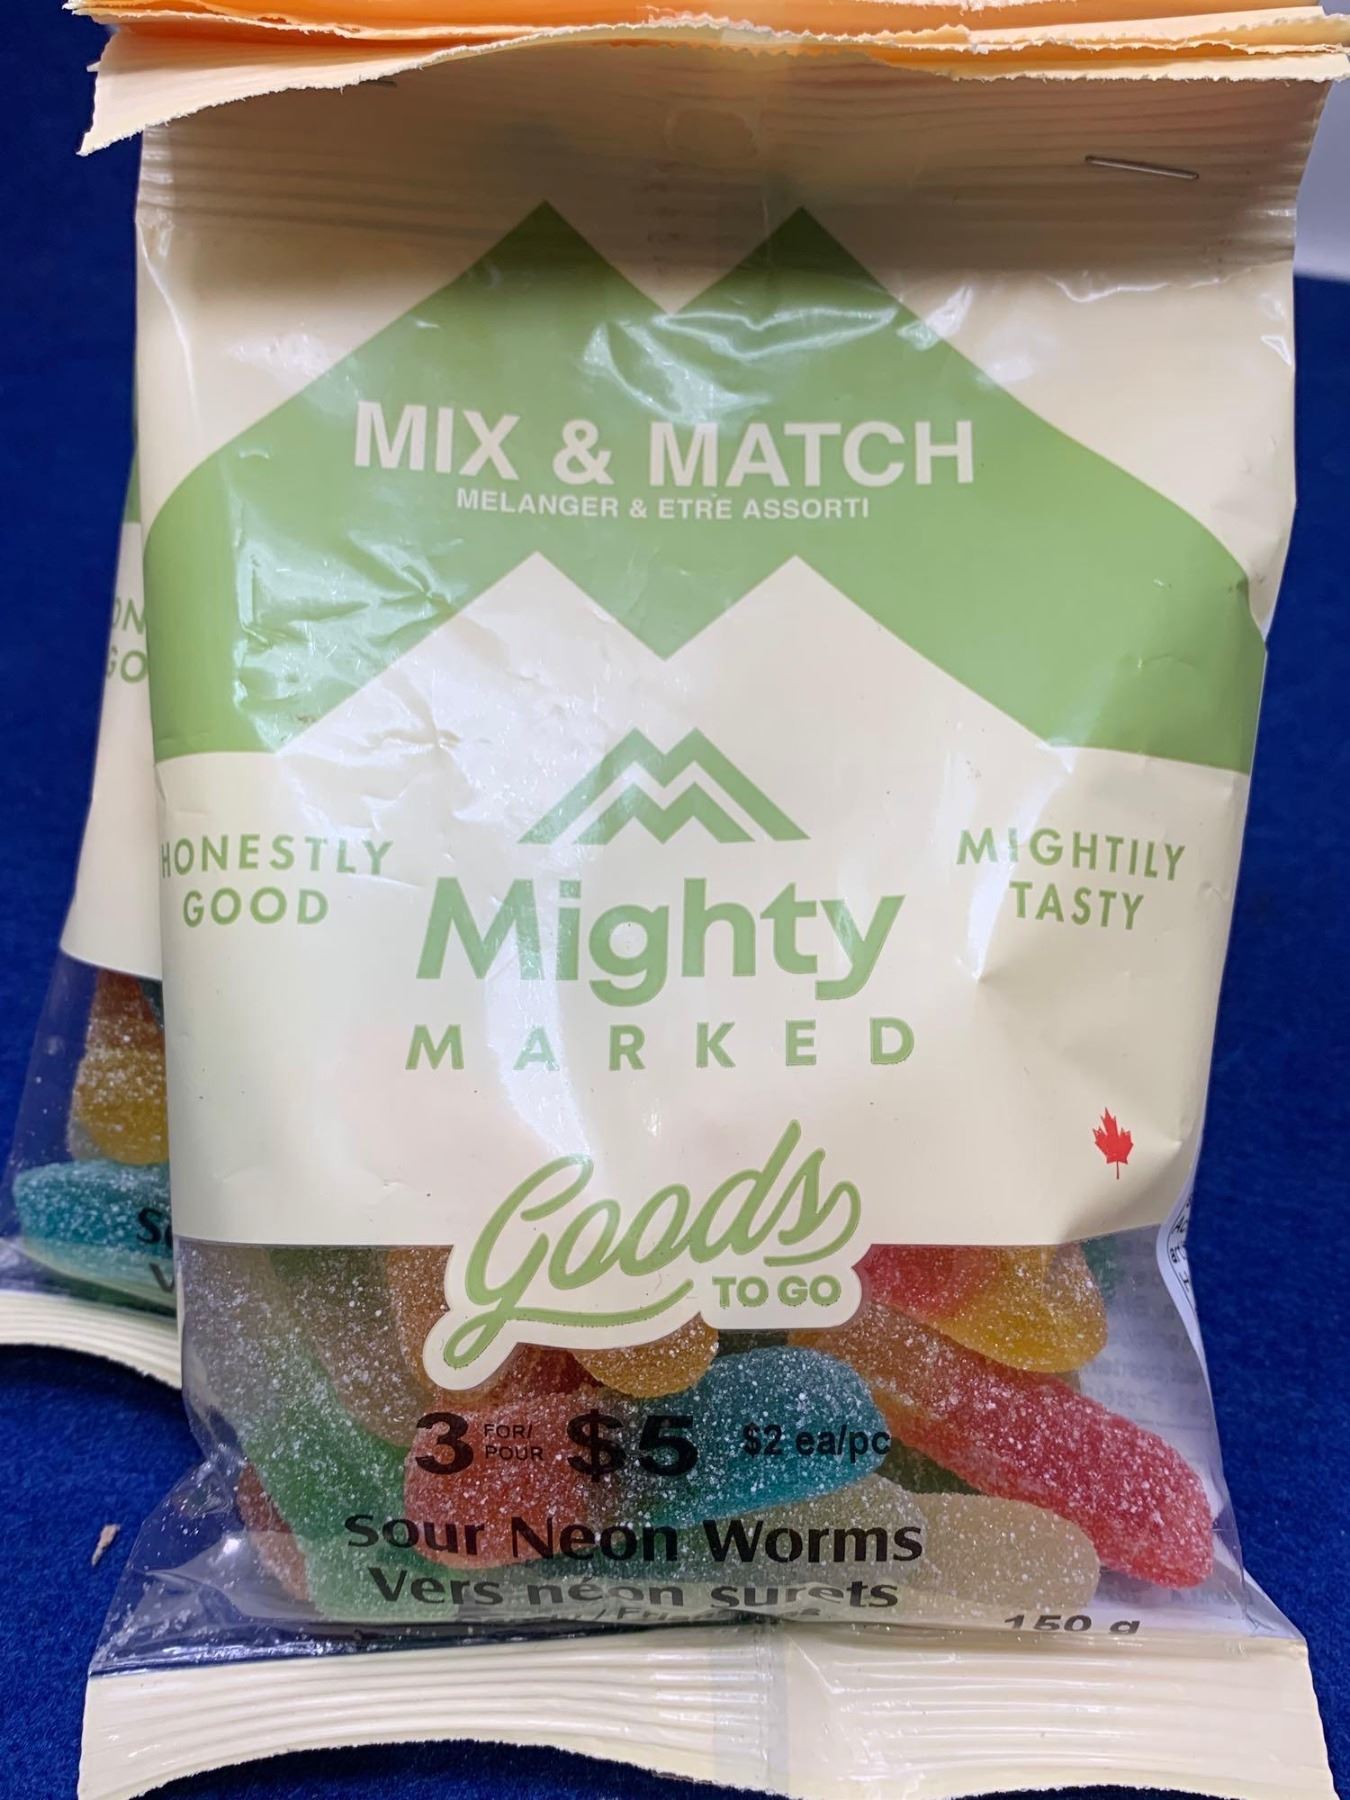 MIX & MATCH
MELANGER & ETRE ASSORTI
HONESTLY
GOOD
Mighty
MARKED
MIGHTILY
TASTY
Goods
TO GO
3 FOR/ POUR $5 $2 ea/pc
Sour Neon Worms
Vers néon surets
150 g